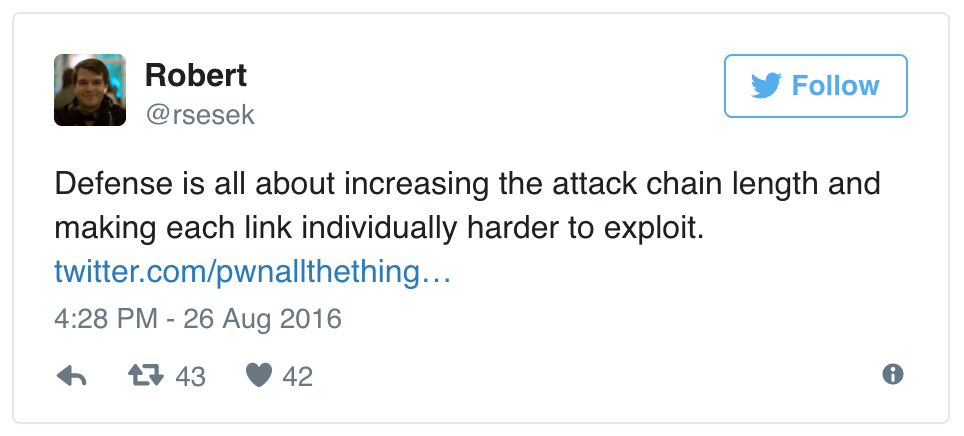 Robert
@rsesek
Follow
Defense is all about increasing the attack chain length and
making each link individually harder to exploit.
twitter.com/pwnallthething…
4:28 PM - 26 Aug 2016
43 42